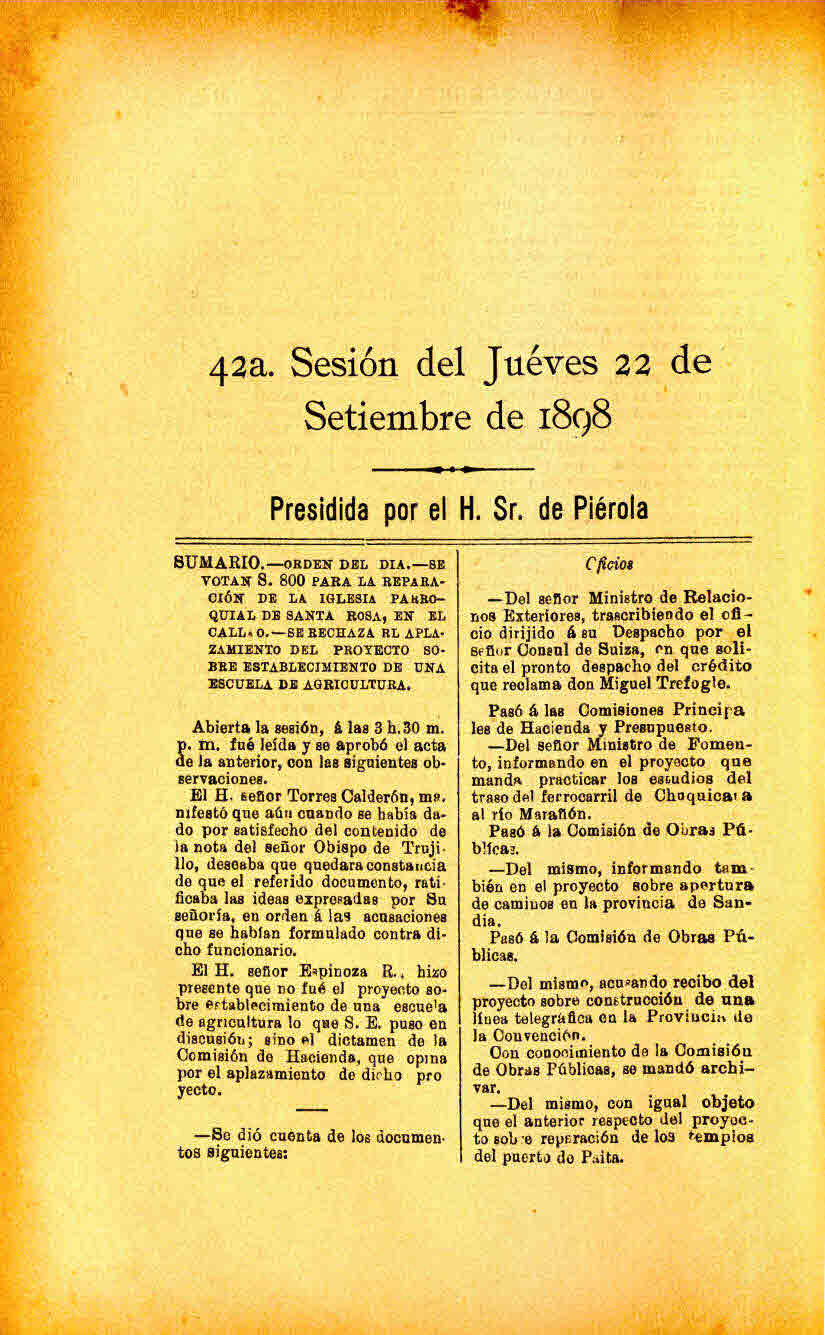 42a. Sesión del Juéves 22 de
Setiembre de 1898
Presidida por el H. Sr. de Piérola
SUMARIO.—ORDEN DEL DIA.—SE
VOTAN S. 800 PARA LA REPARA-
CIÓN DE LA IGLESIA PARRO-
QUIAL DE SANTA ROSA, EN EL
CALLAO.—SE RECHAZA EL APLA-
ZAMIENTO DEL PROYECTO SO-
BRE ESTABLECIMIENTO DE UNA
ESCUELA DE AGRICULTURA.
Abierta la sesión, á las 3 h.30 m.
p. m. fué leída y se aprobó el acta
de la anterior, con las siguientes ob-
servaciones.
El H. señor Torres Calderón, ma-
nifestó que aún cuando se había da-
do por satisfecho del contenido de
la nota del señor Obispo de Truji-
llo, deseaba que quedara constancia
de que el referido documento, rati-
ficaba las ideas expresadas por Su
señoría, en orden á las acusaciones
que se habían formulado contra di-
cho funcionario.
El H. señor Espinoza R., hizo
presente que no fué el proyecto so-
bre establecimiento de una escuela
de agricultura lo que S. E. puso en
discusión; sino el dictamen de la
Comisión de Hacienda, que opina
por el aplazamiento de dicho pro
yecto.
—Se dió cuenta de los documen-
tos siguientes:
Oficios
—Del señor Ministro de Relacio-
nos Exteriores, trascribiendo el ofi-
cio dirijido á su Despacho por el
señor Consul de Suiza, en que soli-
cita el pronto despacho del crédito
que reclama don Miguel Trefogle.
Pasó á las Comisiones Principa
les de Hacienda y Presupuesto.
—Del señor Ministro de Fomen-
to, informando en el proyecto que
manda practicar los estudios del
traso del ferrocarril de Chuquicara
al río Marañón.
Pasó á la Comisión de Obras Pú-
blicas.
—Del mismo, informando tam-
bién en el proyecto sobre apertura
de caminos en la provincia de San-
dia.
Pasó á la Comisión de Obras Pú-
blicas.
—Del mismo, acusando recibo del
proyecto sobre construcción de una
línea telegráfica en la Provincia de
la Convención.
Con conocimiento de la Comisión
de Obras Públicas, se mandó archi-
var.
—Del mismo, con igual objeto
que el anterior respecto del proyec-
to sobre reparación de los templos
del puerto de Paita.